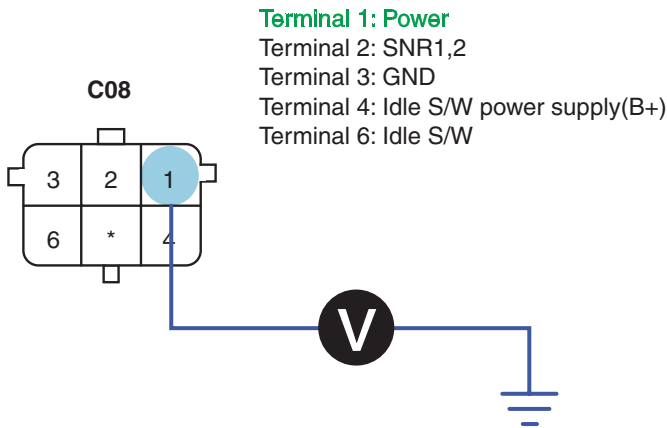 Terminal 1: Power
Terminal 2: SNR1,2
Terminal 3: GND
Terminal 4: Idle S/W power supply(B+)
Terminal 6: Idle S/W
C08
3 2 1
6 * 4
V